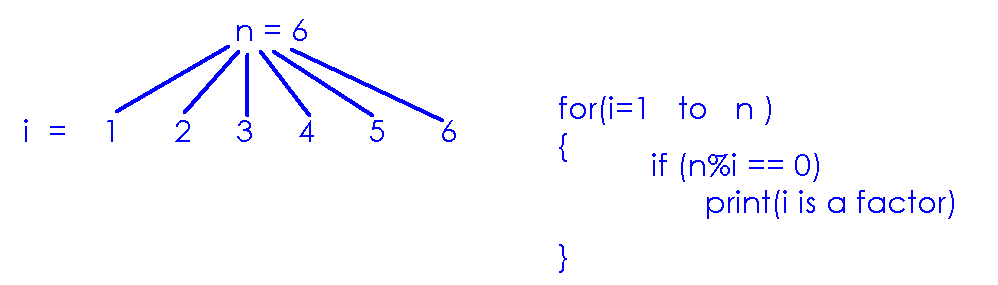 n = 6
i = 1 2 3 4 5 6
for(i=1 to n )
{
if (n%i == 0)
print(i is a factor)
}